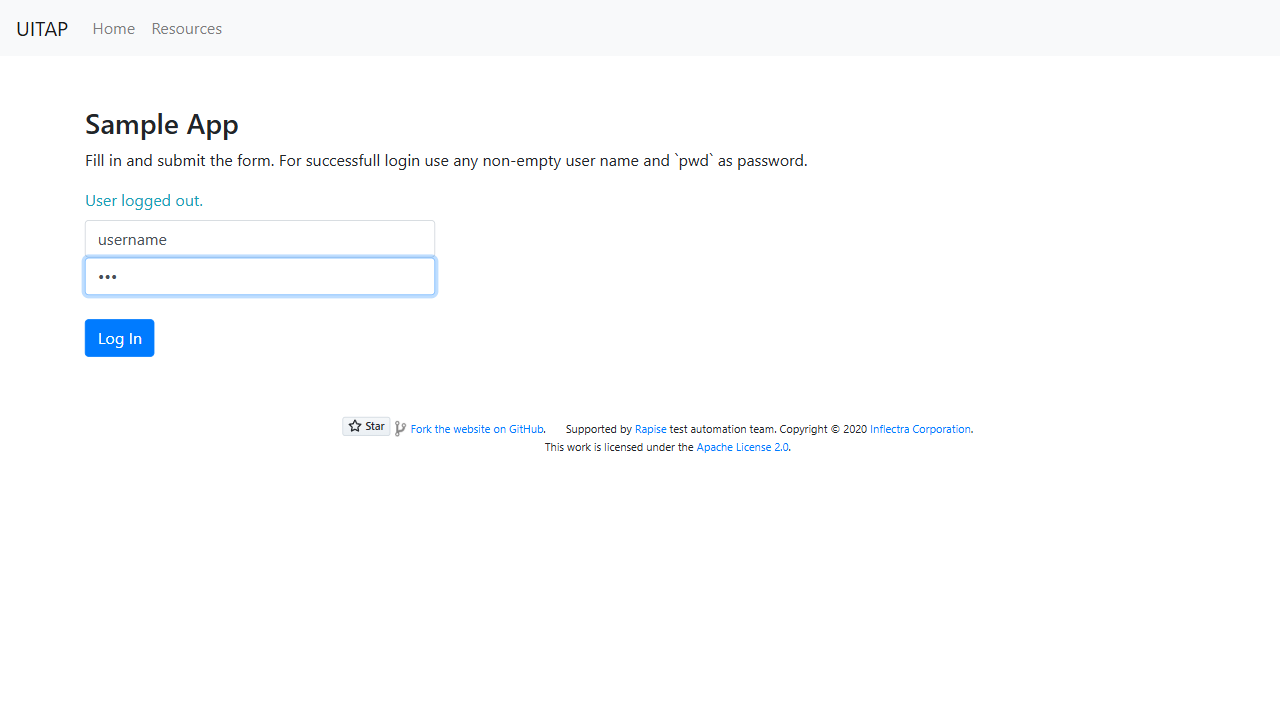 UITAP Home Resources
Sample App
Fill in and submit the form. For successfull login use any non-empty user name and `pwd` as password.
User logged out.
username
•••
Log In
Star Fork the website on GitHub. Supported by Rapise test automation team. Copyright © 2020 Inflectra Corporation.
This work is licensed under the Apache License 2.0.